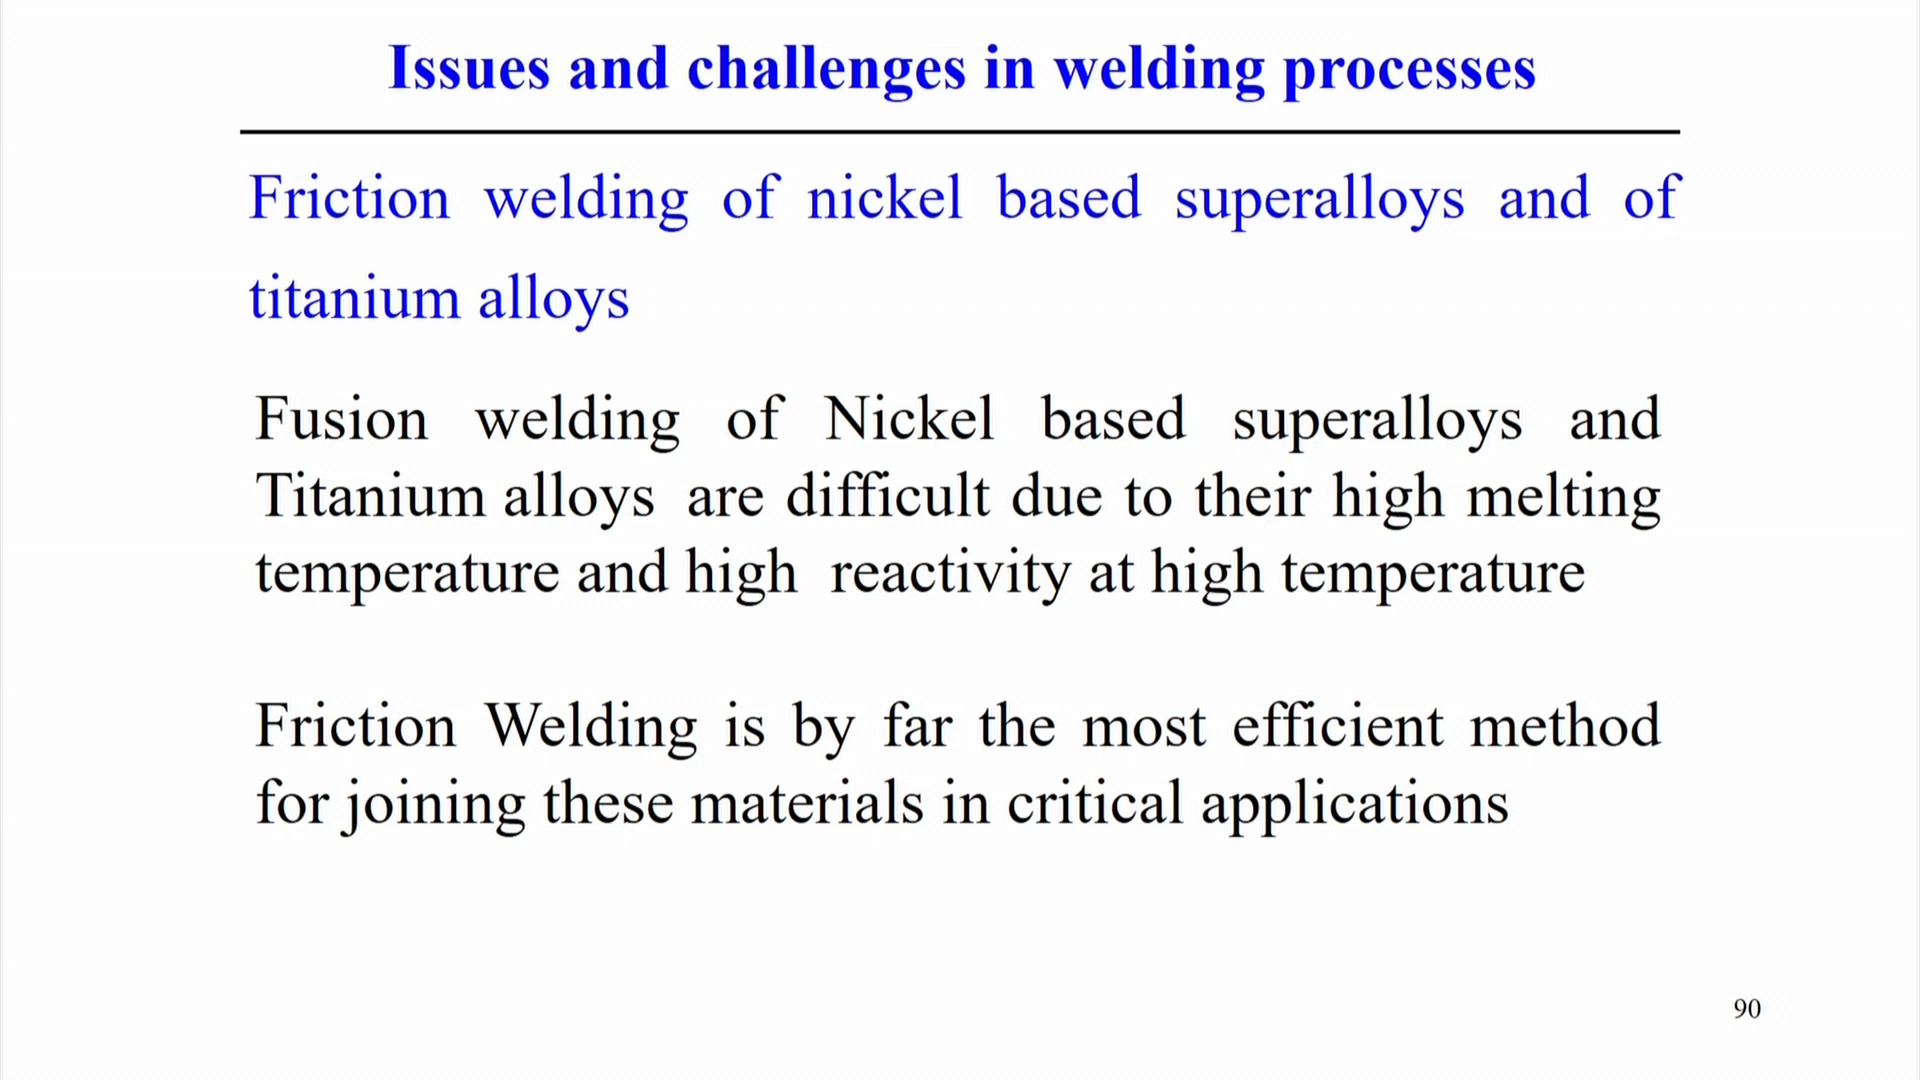 Issues and challenges in welding processes
Friction welding of nickel based superalloys and of
titanium alloys
Fusion welding of Nickel based superalloys and
Titanium alloys are difficult due to their high melting
temperature and high reactivity at high temperature
Friction Welding is by far the most efficient method
for joining these materials in critical applications
90